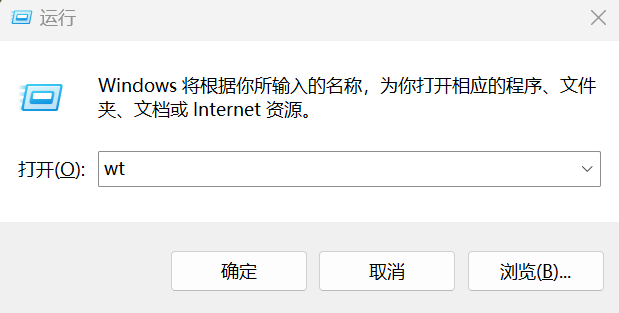 运行
Windows 将根据你所输入的名称，为你打开相应的程序、文件
夹、文档或 Internet 资源。
打开(O): wt
确定 取消 浏览(B)...